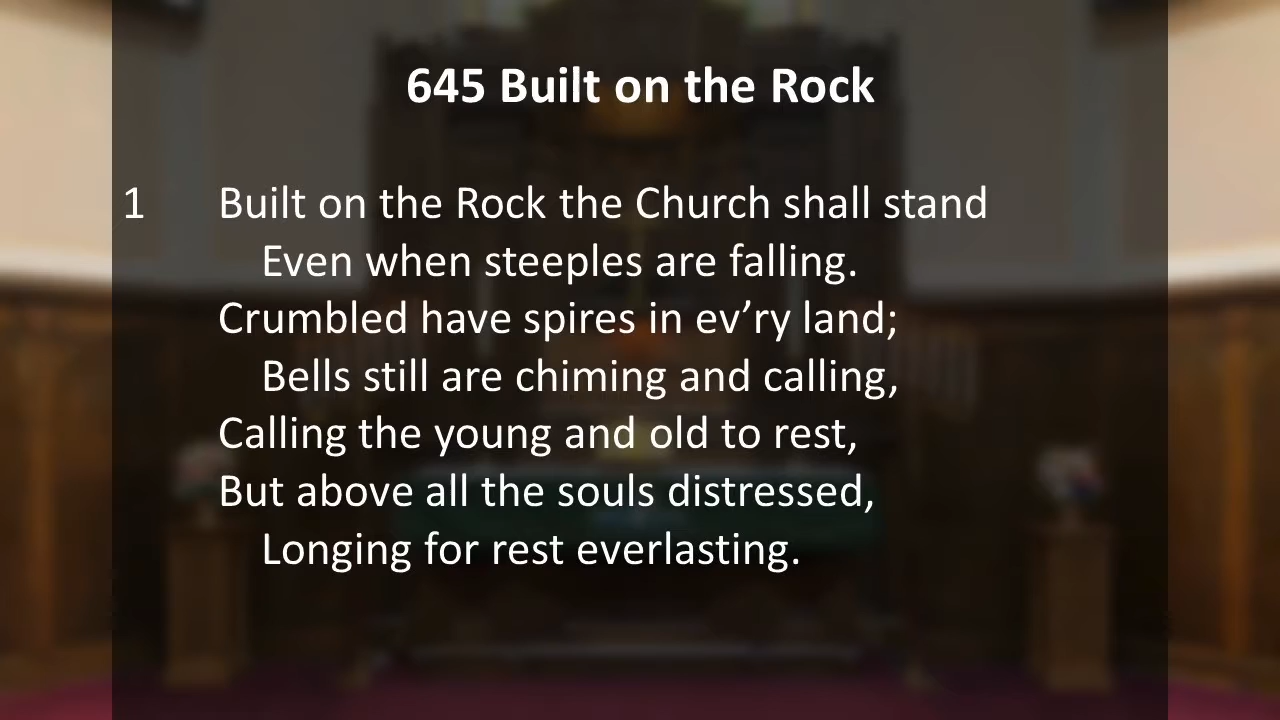 645 Built on the Rock
1 Built on the Rock the Church shall stand
Even when steeples are falling.
Crumbled have spires in ev’ry land;
Bells still are chiming and calling,
Calling the young and old to rest,
But above all the souls distressed,
Longing for rest everlasting.